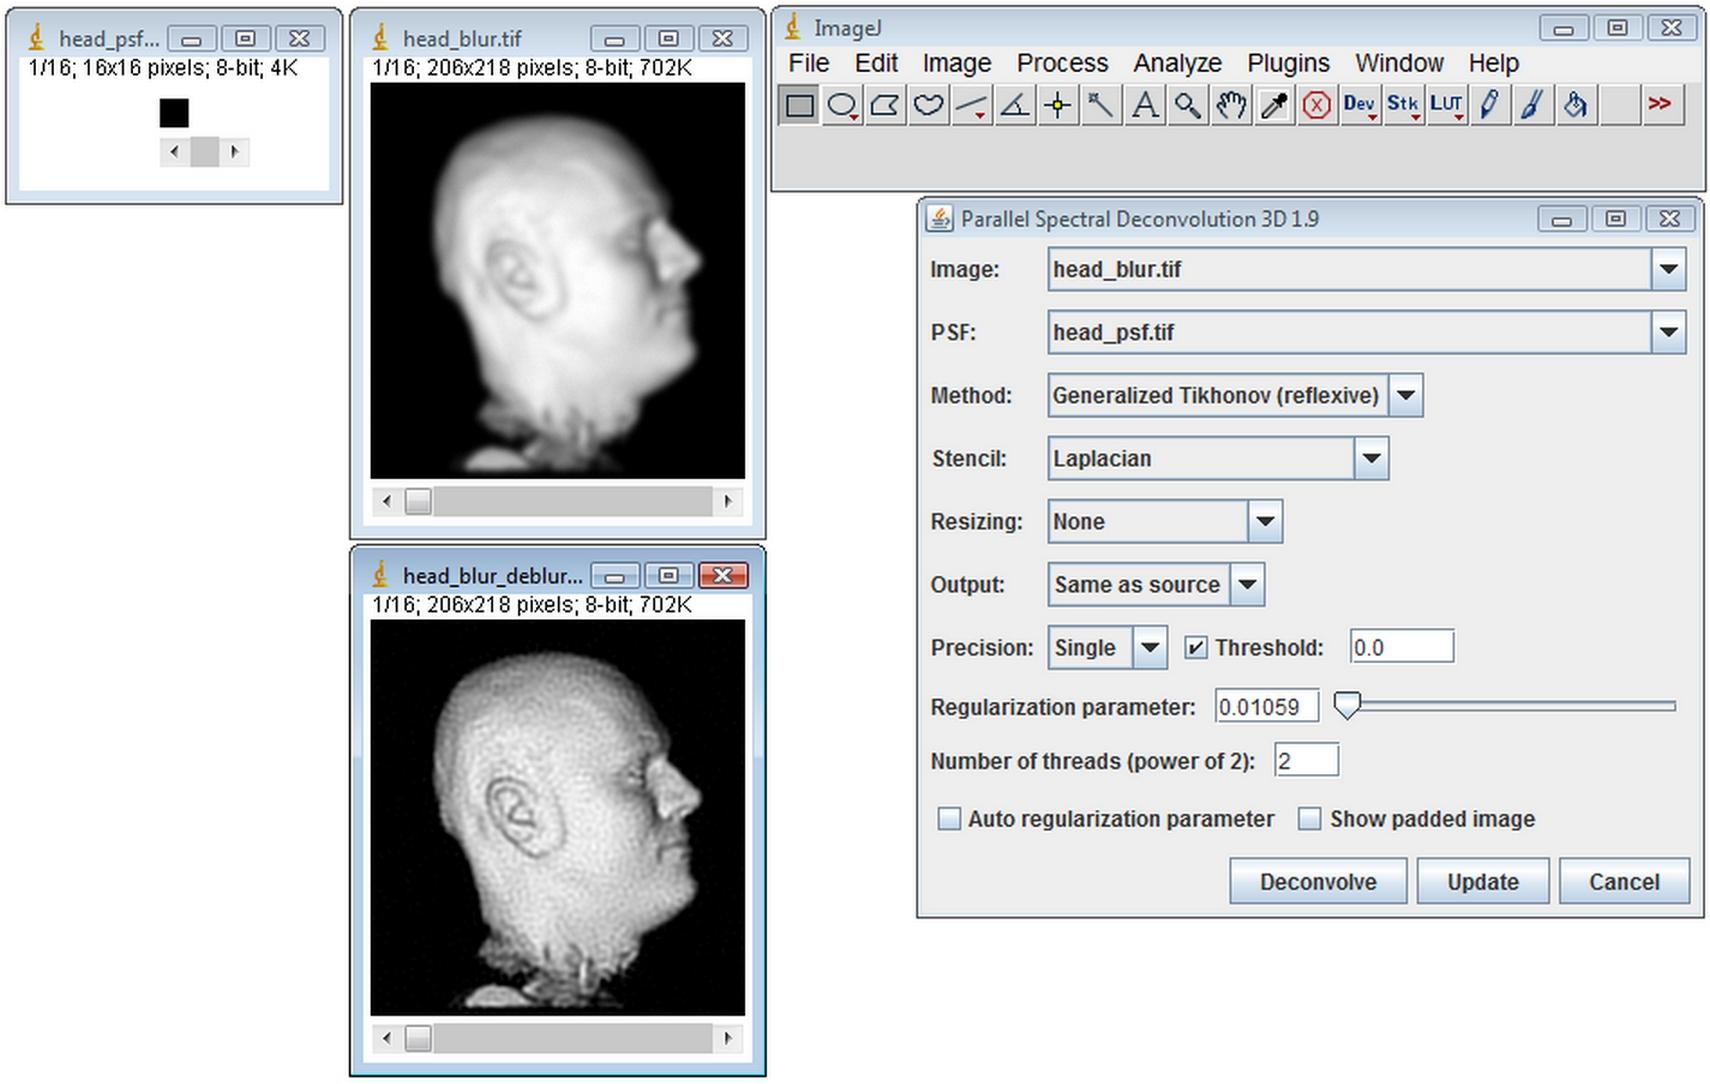 head_psf...
1/16; 16x16 pixels; 8-bit; 4K
head_blur.tif
1/16; 206x218 pixels; 8-bit; 702K
head_blur_deblur...
1/16; 206x218 pixels; 8-bit; 702K
ImageJ
File Edit Image Process Analyze Plugins Window Help
A Dev Stk LUT >>
Parallel Spectral Deconvolution 3D 1.9
Image: head_blur.tif
PSF: head_psf.tif
Method: Generalized Tikhonov (reflexive)
Stencil: Laplacian
Resizing: None
Output: Same as source
Precision: Single Threshold: 0.0
Regularization parameter: 0.01059
Number of threads (power of 2): 2
Auto regularization parameter Show padded image
Deconvolve Update Cancel